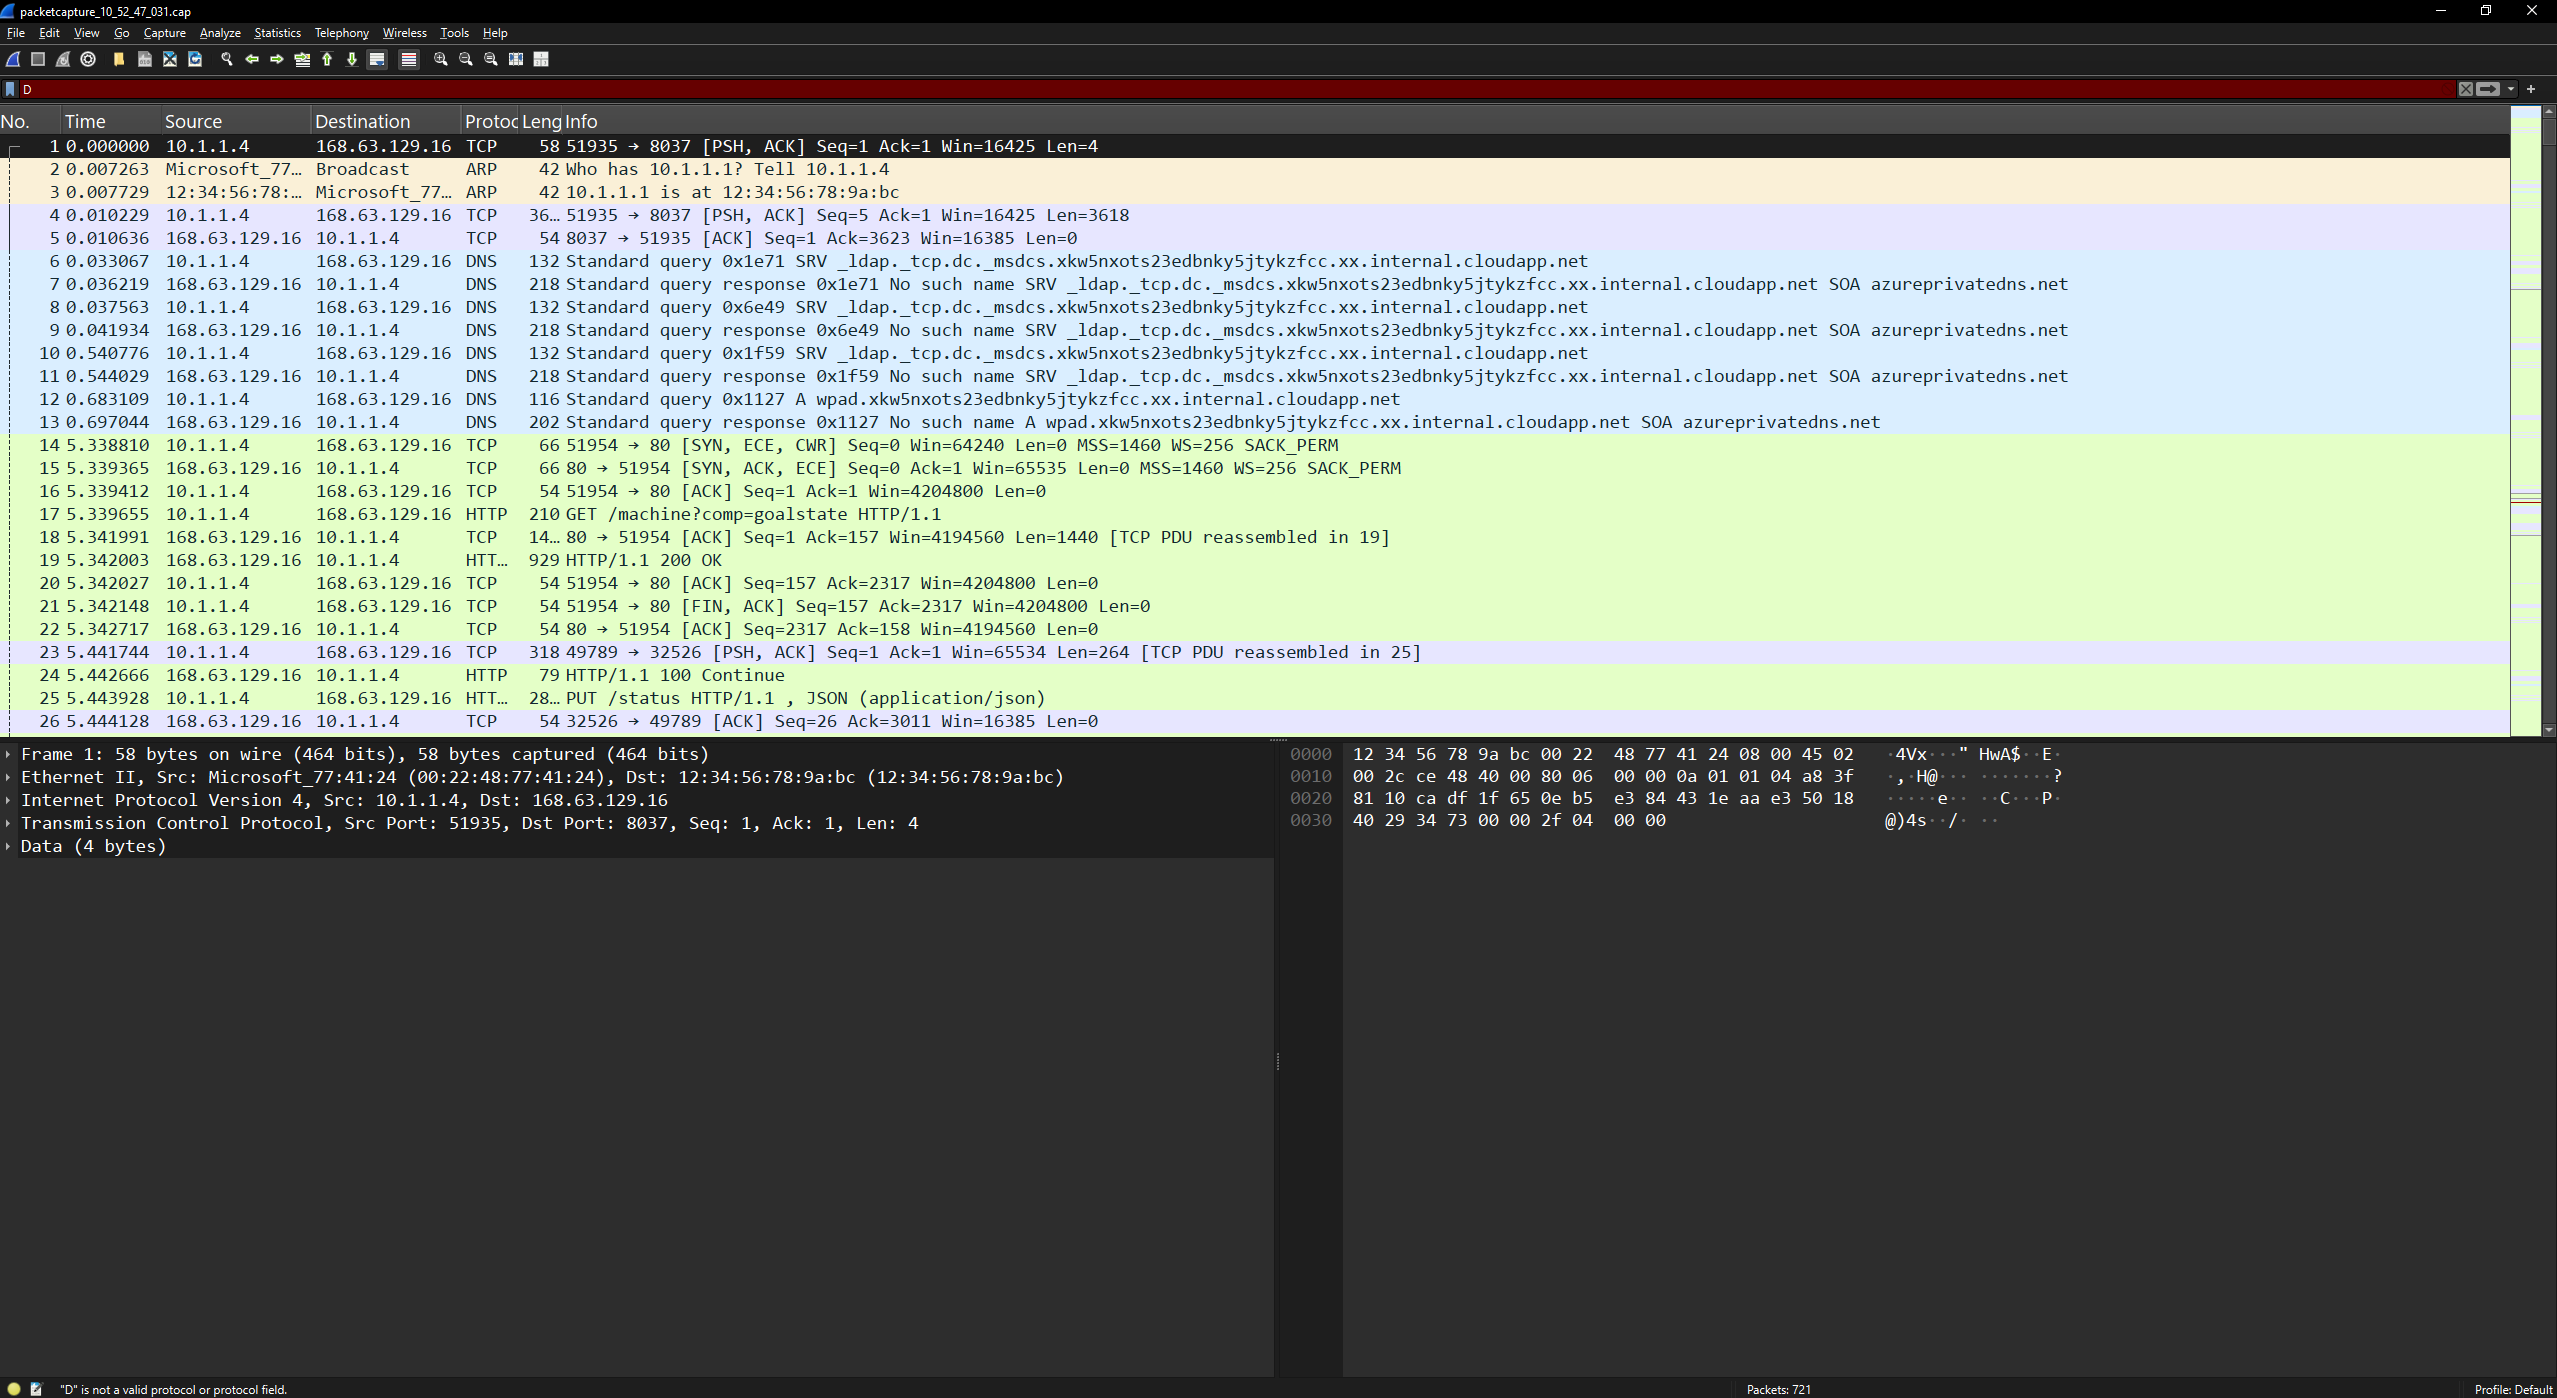 packetcapture_10_52_47_031.cap
File Edit View Go Capture Analyze Statistics Telephony Wireless Tools Help
D
No. Time Source Destination Protoc Leng Info
1 0.000000 10.1.1.4 168.63.129.16 TCP 58 51935 → 8037 [PSH, ACK] Seq=1 Ack=1 Win=16425 Len=4
2 0.007263 Microsoft_77… Broadcast ARP 42 Who has 10.1.1.1? Tell 10.1.1.4
3 0.007729 12:34:56:78:… Microsoft_77… ARP 42 10.1.1.1 is at 12:34:56:78:9a:bc
4 0.010229 10.1.1.4 168.63.129.16 TCP 36… 51935 → 8037 [PSH, ACK] Seq=5 Ack=1 Win=16425 Len=3618
5 0.010636 168.63.129.16 10.1.1.4 TCP 54 8037 → 51935 [ACK] Seq=1 Ack=3623 Win=16385 Len=0
6 0.033067 10.1.1.4 168.63.129.16 DNS 132 Standard query 0x1e71 SRV _ldap._tcp.dc._msdcs.xkw5nxots23edbnky5jtykzfcc.xx.internal.cloudapp.net
7 0.036219 168.63.129.16 10.1.1.4 DNS 218 Standard query response 0x1e71 No such name SRV _ldap._tcp.dc._msdcs.xkw5nxots23edbnky5jtykzfcc.xx.internal.cloudapp.net SOA azureprivatedns.net
8 0.037563 10.1.1.4 168.63.129.16 DNS 132 Standard query 0x6e49 SRV _ldap._tcp.dc._msdcs.xkw5nxots23edbnky5jtykzfcc.xx.internal.cloudapp.net
9 0.041934 168.63.129.16 10.1.1.4 DNS 218 Standard query response 0x6e49 No such name SRV _ldap._tcp.dc._msdcs.xkw5nxots23edbnky5jtykzfcc.xx.internal.cloudapp.net SOA azureprivatedns.net
10 0.540776 10.1.1.4 168.63.129.16 DNS 132 Standard query 0x1f59 SRV _ldap._tcp.dc._msdcs.xkw5nxots23edbnky5jtykzfcc.xx.internal.cloudapp.net
11 0.544029 168.63.129.16 10.1.1.4 DNS 218 Standard query response 0x1f59 No such name SRV _ldap._tcp.dc._msdcs.xkw5nxots23edbnky5jtykzfcc.xx.internal.cloudapp.net SOA azureprivatedns.net
12 0.683109 10.1.1.4 168.63.129.16 DNS 116 Standard query 0x1127 A wpad.xkw5nxots23edbnky5jtykzfcc.xx.internal.cloudapp.net
13 0.697044 168.63.129.16 10.1.1.4 DNS 202 Standard query response 0x1127 No such name A wpad.xkw5nxots23edbnky5jtykzfcc.xx.internal.cloudapp.net SOA azureprivatedns.net
14 5.338810 10.1.1.4 168.63.129.16 TCP 66 51954 → 80 [SYN, ECE, CWR] Seq=0 Win=64240 Len=0 MSS=1460 WS=256 SACK_PERM
15 5.339365 168.63.129.16 10.1.1.4 TCP 66 80 → 51954 [SYN, ACK, ECE] Seq=0 Ack=1 Win=65535 Len=0 MSS=1460 WS=256 SACK_PERM
16 5.339412 10.1.1.4 168.63.129.16 TCP 54 51954 → 80 [ACK] Seq=1 Ack=1 Win=4204800 Len=0
17 5.339655 10.1.1.4 168.63.129.16 HTTP 210 GET /machine?comp=goalstate HTTP/1.1
18 5.341991 168.63.129.16 10.1.1.4 TCP 14… 80 → 51954 [ACK] Seq=1 Ack=157 Win=4194560 Len=1440 [TCP PDU reassembled in 19]
19 5.342003 168.63.129.16 10.1.1.4 HTT… 929 HTTP/1.1 200 OK
20 5.342027 10.1.1.4 168.63.129.16 TCP 54 51954 → 80 [ACK] Seq=157 Ack=2317 Win=4204800 Len=0
21 5.342148 10.1.1.4 168.63.129.16 TCP 54 51954 → 80 [FIN, ACK] Seq=157 Ack=2317 Win=4204800 Len=0
22 5.342717 168.63.129.16 10.1.1.4 TCP 54 80 → 51954 [ACK] Seq=2317 Ack=158 Win=4194560 Len=0
23 5.441744 10.1.1.4 168.63.129.16 TCP 318 49789 → 32526 [PSH, ACK] Seq=1 Ack=1 Win=65534 Len=264 [TCP PDU reassembled in 25]
24 5.442666 168.63.129.16 10.1.1.4 HTTP 79 HTTP/1.1 100 Continue
25 5.443928 10.1.1.4 168.63.129.16 HTT… 28… PUT /status HTTP/1.1 , JSON (application/json)
26 5.444128 168.63.129.16 10.1.1.4 TCP 54 32526 → 49789 [ACK] Seq=26 Ack=3011 Win=16385 Len=0
Frame 1: 58 bytes on wire (464 bits), 58 bytes captured (464 bits)
Ethernet II, Src: Microsoft_77:41:24 (00:22:48:77:41:24), Dst: 12:34:56:78:9a:bc (12:34:56:78:9a:bc)
Internet Protocol Version 4, Src: 10.1.1.4, Dst: 168.63.129.16
Transmission Control Protocol, Src Port: 51935, Dst Port: 8037, Seq: 1, Ack: 1, Len: 4
Data (4 bytes)
0000 12 34 56 78 9a bc 00 22 48 77 41 24 08 00 45 02 ·4Vx···" HwA$··E·
0010 00 2c ce 48 40 00 80 06 00 00 0a 01 01 04 a8 3f ·,·H@··· ·······?
0020 81 10 ca df 1f 65 0e b5 e3 84 43 1e aa e3 50 18 ·····e·· ··C···P·
0030 40 29 34 73 00 00 2f 04 00 00 @)4s··/· ··
"D" is not a valid protocol or protocol field.
Packets: 721
Profile: Default